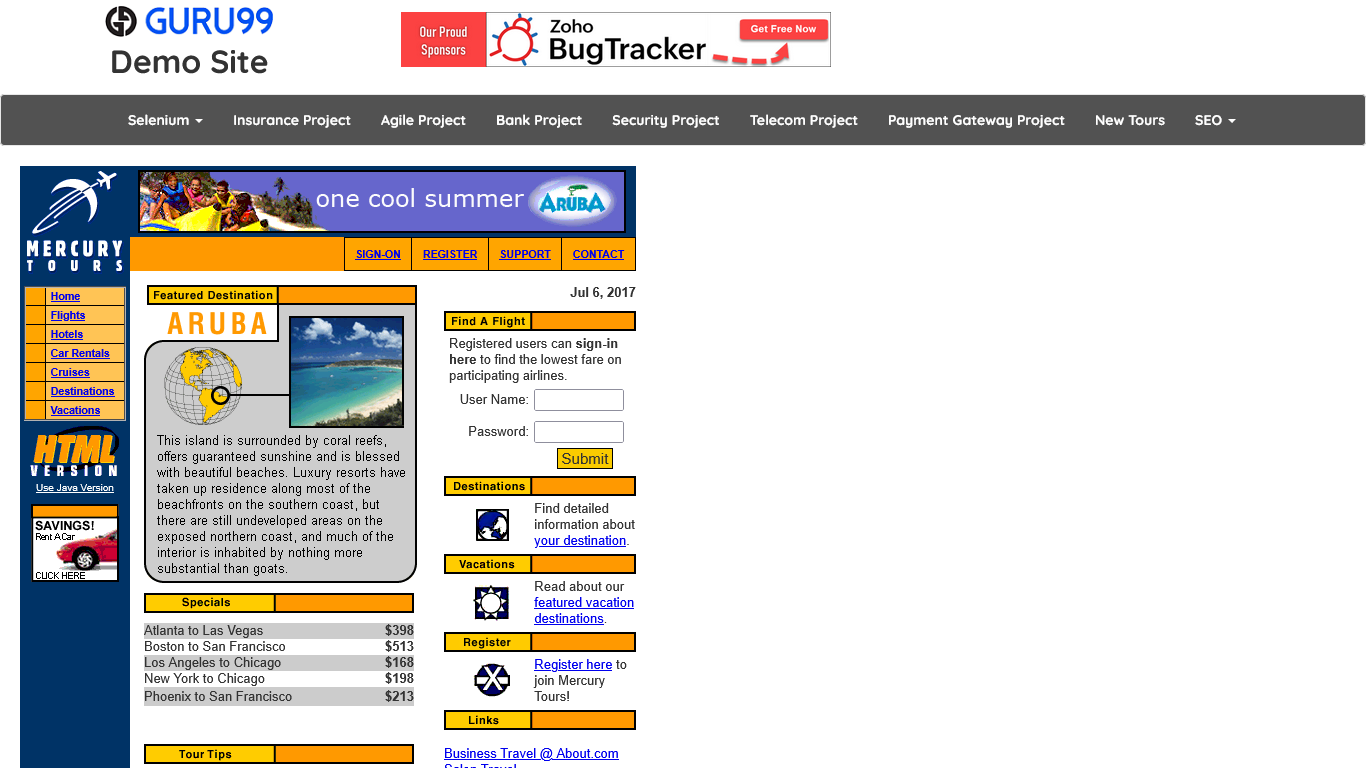 GURU99
Demo Site
Our Proud
Sponsors
Zoho
BugTracker
Get Free Now
Selenium
Insurance Project
Agile Project
Bank Project
Security Project
Telecom Project
Payment Gateway Project
New Tours
SEO
MERCURY
TOURS
one cool summer
ARUBA
SIGN-ON
REGISTER
SUPPORT
CONTACT
Home
Flights
Hotels
Car Rentals
Cruises
Destinations
Vacations
HTML
VERSION
Use Java Version
SAVINGS!
Rent A Car
CLICK HERE
Featured Destination
ARUBA
This island is surrounded by coral reefs,
offers guaranteed sunshine and is blessed
with beautiful beaches. Luxury resorts have
taken up residence along most of the
beachfronts on the southern coast, but
there are still undeveloped areas on the
exposed northern coast, and much of the
interior is inhabited by nothing more
substantial than goats.
Specials
Atlanta to Las Vegas $398
Boston to San Francisco $513
Los Angeles to Chicago $168
New York to Chicago $198
Phoenix to San Francisco $213
Tour Tips
Jul 6, 2017
Find A Flight
Registered users can sign-in
here to find the lowest fare on
participating airlines.
User Name:
Password:
Submit
Destinations
Find detailed
information about
your destination.
Vacations
Read about our
featured vacation
destinations.
Register
Register here to
join Mercury
Tours!
Links
Business Travel @ About.com
Salon Travel